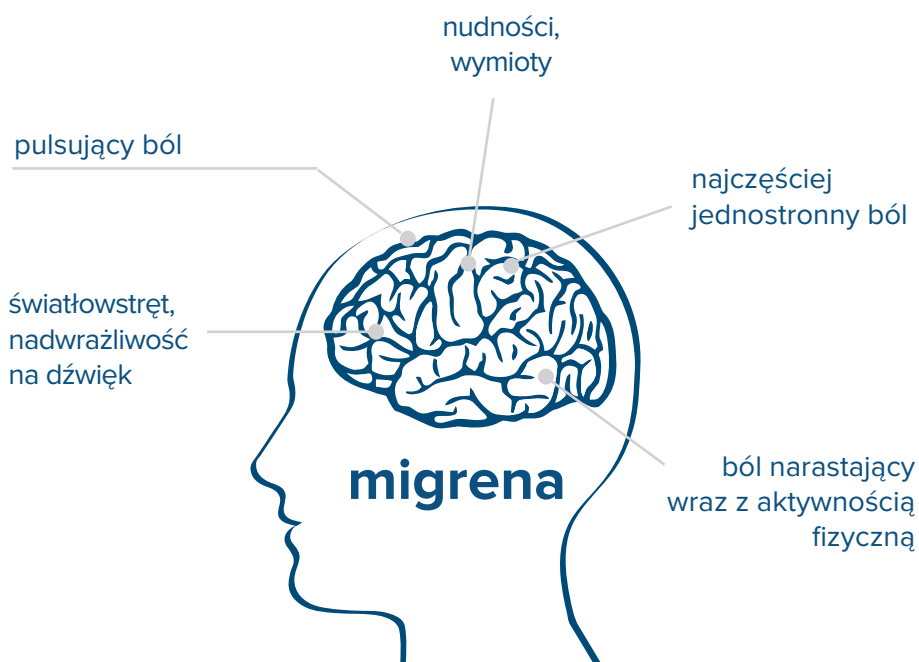 nudności,
wymioty
pulsujący ból
najczęściej
jednostronny ból
światłowstręt,
nadwrażliwość
na dźwięk
migrena
ból narastający
wraz z aktywnością
fizyczną